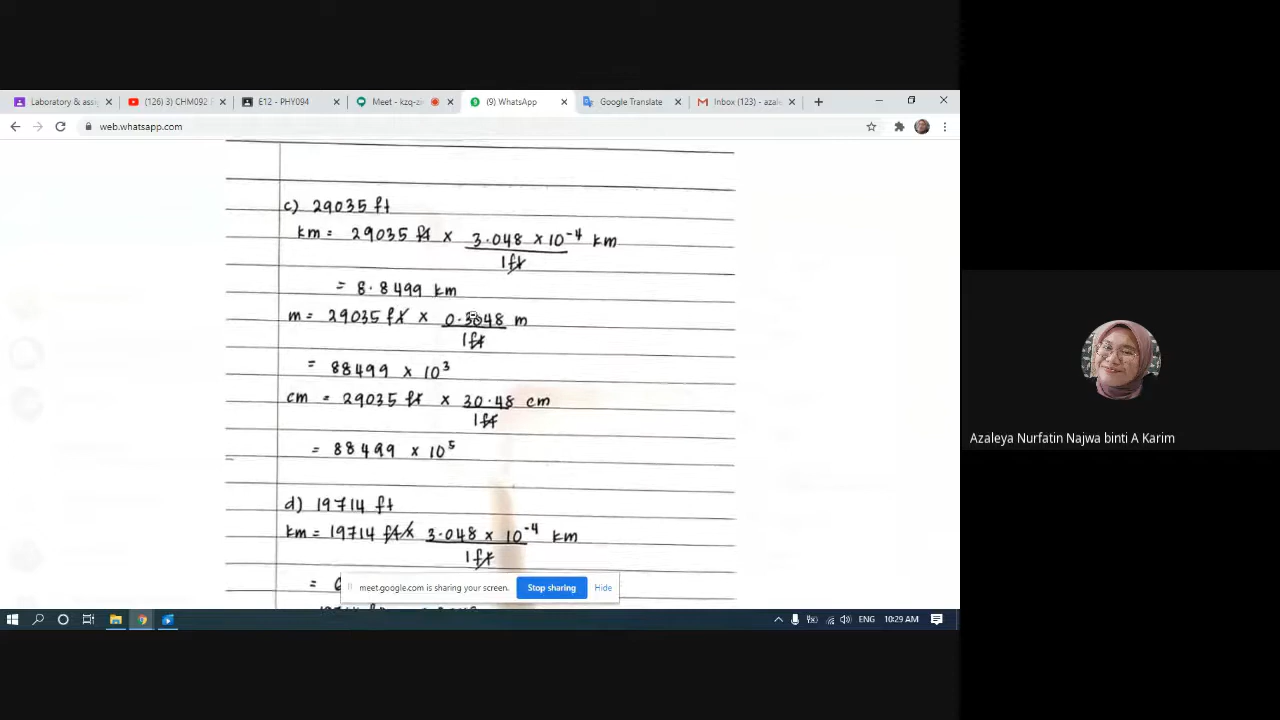 Laboratory & assig
(126) 3) CHM092
E12 - PHY094
Meet - kzq-z
(9) WhatsApp
Google Translate
Inbox (123) - azale
web.whatsapp.com
c) 29035 ft
km = 29035 ft × 3.048 × 10⁻⁴ km
1 ft
= 8.8499 km
m = 29035 ft × 0.3048 m
1 ft
= 88499 × 10³
cm = 29035 ft × 30.48 cm
1 ft
= 88499 × 10⁵
d) 19714 ft
km = 19714 ft × 3.048 × 10⁻⁴ km
1 ft
=
meet.google.com is sharing your screen.
Stop sharing
Hide
Azaleya Nurfatin Najwa binti A Karim
ENG
10:29 AM